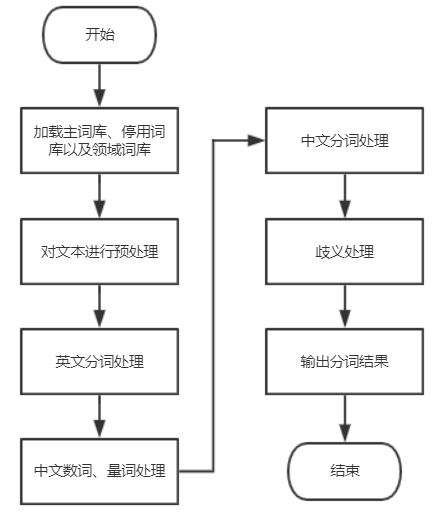 开始
加载主词库、停用词
库以及领域词库
对文本进行预处理
英文分词处理
中文数词、量词处理
中文分词处理
歧义处理
输出分词结果
结束